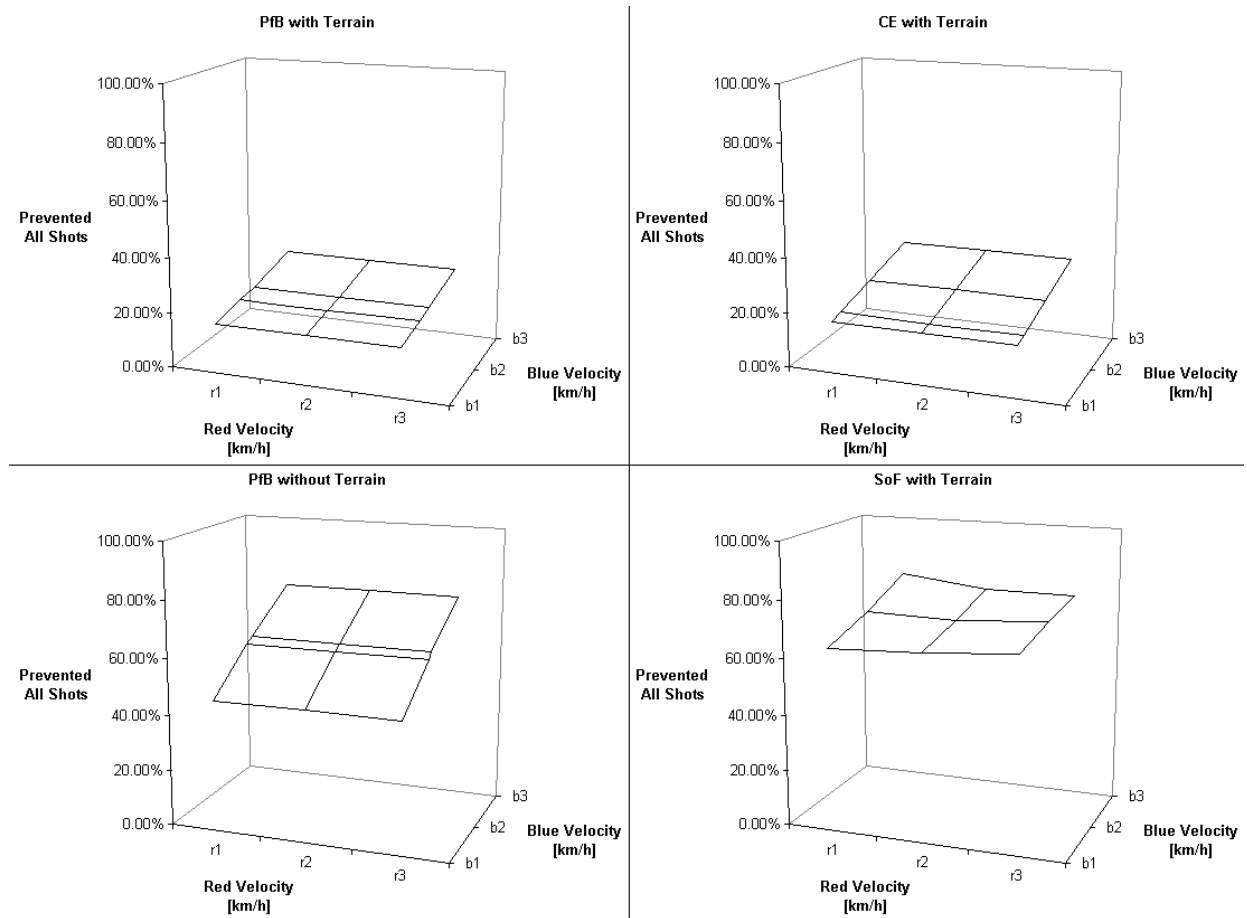 PfB with Terrain
100.00%
80.00%
60.00%
40.00%
20.00%
0.00%
Prevented
All Shots
r1
r2
r3
Red Velocity
[km/h]
b1
b2
b3
Blue Velocity
[km/h]
CE with Terrain
100.00%
80.00%
60.00%
40.00%
20.00%
0.00%
Prevented
All Shots
r1
r2
r3
Red Velocity
[km/h]
b1
b2
b3
Blue Velocity
[km/h]
PfB without Terrain
100.00%
80.00%
60.00%
40.00%
20.00%
0.00%
Prevented
All Shots
r1
r2
r3
Red Velocity
[km/h]
b1
b2
b3
Blue Velocity
[km/h]
SoF with Terrain
100.00%
80.00%
60.00%
40.00%
20.00%
0.00%
Prevented
All Shots
r1
r2
r3
Red Velocity
[km/h]
b1
b2
b3
Blue Velocity
[km/h]